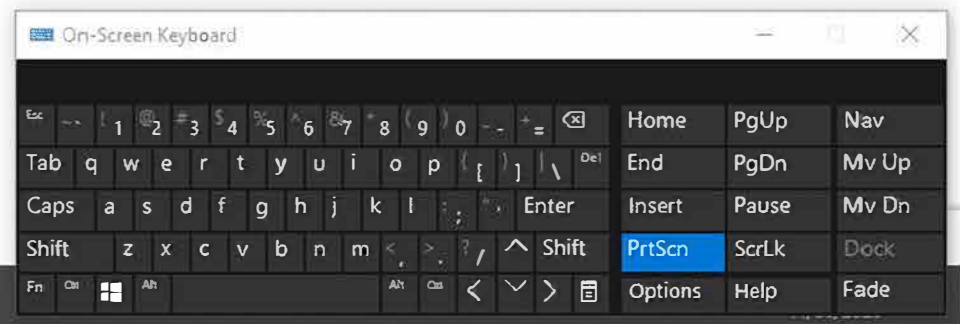 On-Screen Keyboard
Esc ~ ` ! 1 @ 2 # 3 $ 4 % 5 ^ 6 & 7 * 8 ( 9 ) 0 _ - + = Home PgUp Nav
Tab q w e r t y u i o p { [ } ] | \ Del End PgDn Mv Up
Caps a s d f g h j k l : ; " ' Enter Insert Pause Mv Dn
Shift z x c v b n m < , > . ? / Shift PrtScn ScrLk Dock
Fn Ctrl Alt Alt Ctrl Options Help Fade